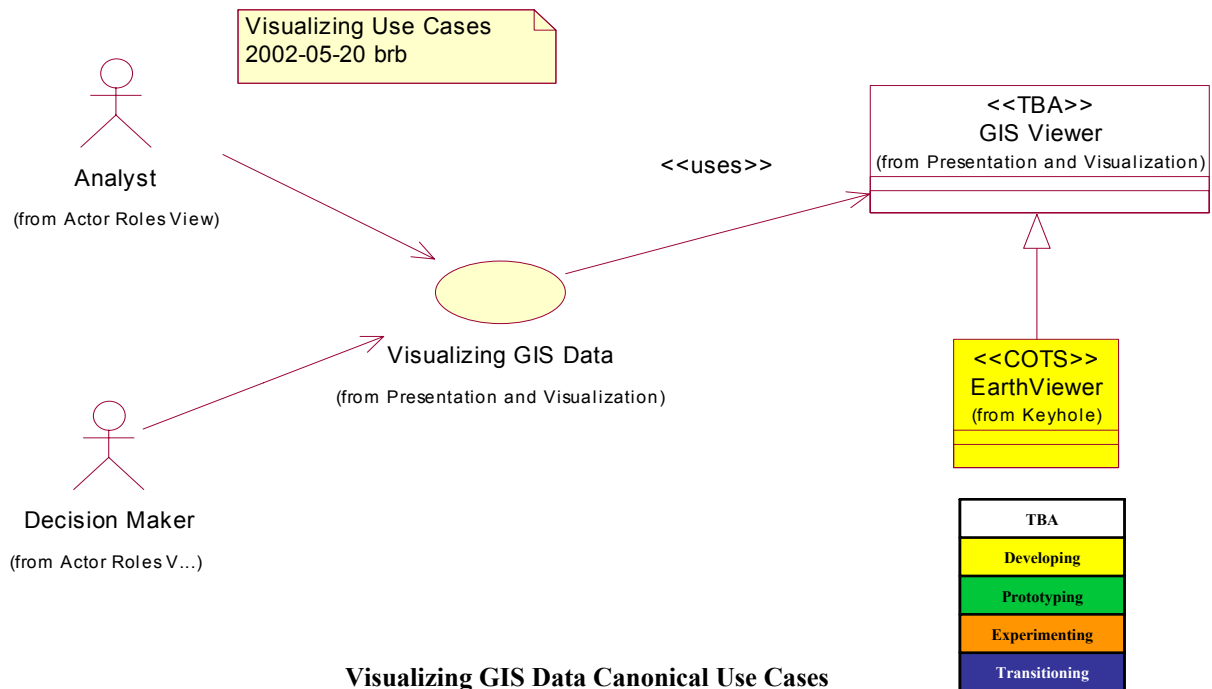 Visualizing Use Cases
2002-05-20 brb
Analyst
(from Actor Roles View)
<<uses>>
<<TBA>>
GIS Viewer
(from Presentation and Visualization)
Visualizing GIS Data
(from Presentation and Visualization)
<<COTS>>
EarthViewer
(from Keyhole)
Decision Maker
(from Actor Roles V...)
TBA
Developing
Prototyping
Experimenting
Transitioning
Visualizing GIS Data Canonical Use Cases